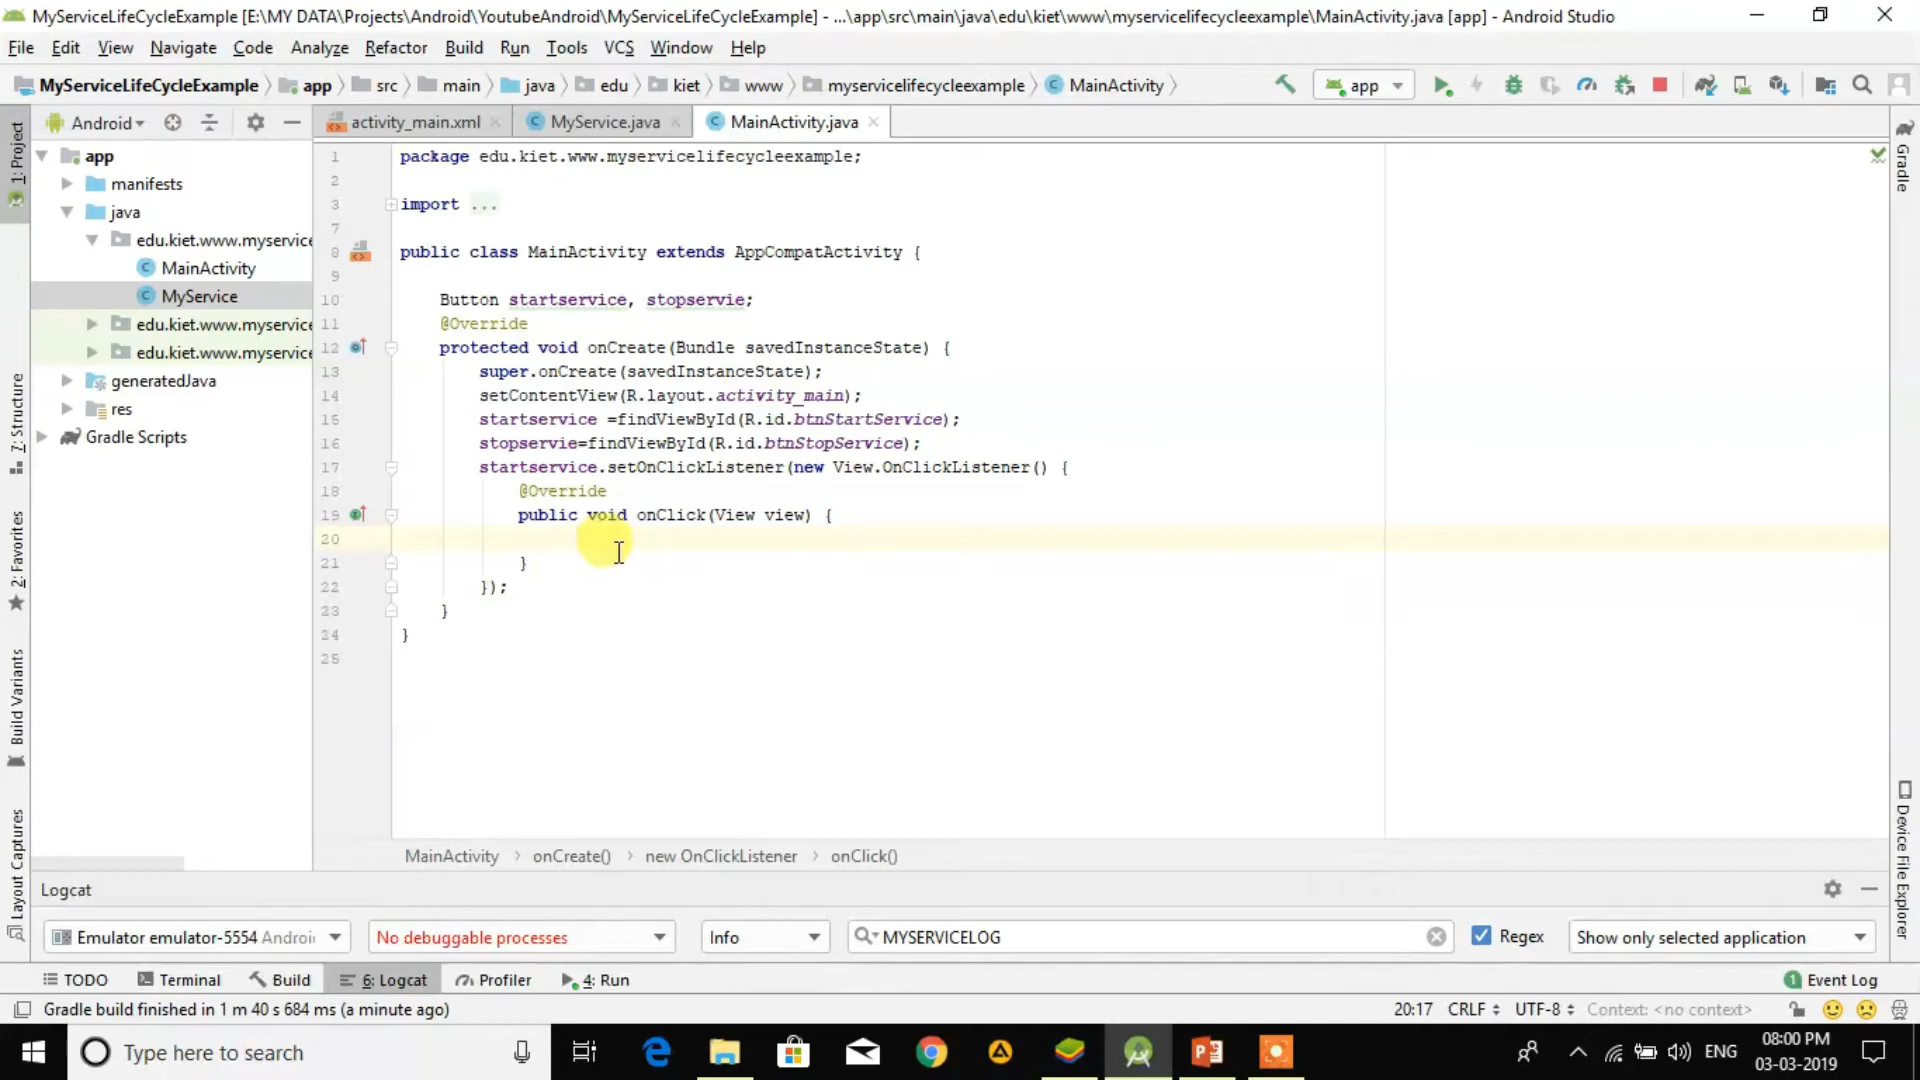 MyServiceLifeCycleExample [E:\MY DATA\Projects\Android\YoutubeAndroid\MyServiceLifeCycleExample] - ...\app\src\main\java\edu\kiet\www\myservicelifecycleexample\MainActivity.java [app] - Android Studio
File Edit View Navigate Code Analyze Refactor Build Run Tools VCS Window Help
MyServiceLifeCycleExample app src main java edu kiet www myservicelifecycleexample MainActivity
app
Android
activity_main.xml MyService.java MainActivity.java
1: Project
7: Structure
2: Favorites
Build Variants
Layout Captures
app
manifests
java
edu.kiet.www.myservice
MainActivity
MyService
edu.kiet.www.myservice
edu.kiet.www.myservice
generatedJava
res
Gradle Scripts
1 package edu.kiet.www.myservicelifecycleexample;
2
3 import ...
7
8 public class MainActivity extends AppCompatActivity {
9
10 Button startservice, stopservie;
11 @Override
12 protected void onCreate(Bundle savedInstanceState) {
13 super.onCreate(savedInstanceState);
14 setContentView(R.layout.activity_main);
15 startservice =findViewById(R.id.btnStartService);
16 stopservie=findViewById(R.id.btnStopService);
17 startservice.setOnClickListener(new View.OnClickListener() {
18 @Override
19 public void onClick(View view) {
20
21 }
22 });
23 }
24 }
25
Gradle
Device File Explorer
MainActivity onCreate() new OnClickListener onClick()
Logcat
Emulator emulator-5554 Androi No debuggable processes Info MYSERVICELOG Regex Show only selected application
TODO Terminal Build 6: Logcat Profiler 4: Run 1 Event Log
Gradle build finished in 1 m 40 s 684 ms (a minute ago) 20:17 CRLF UTF-8 Context: <no context>
Type here to search
ENG
08:00 PM
03-03-2019